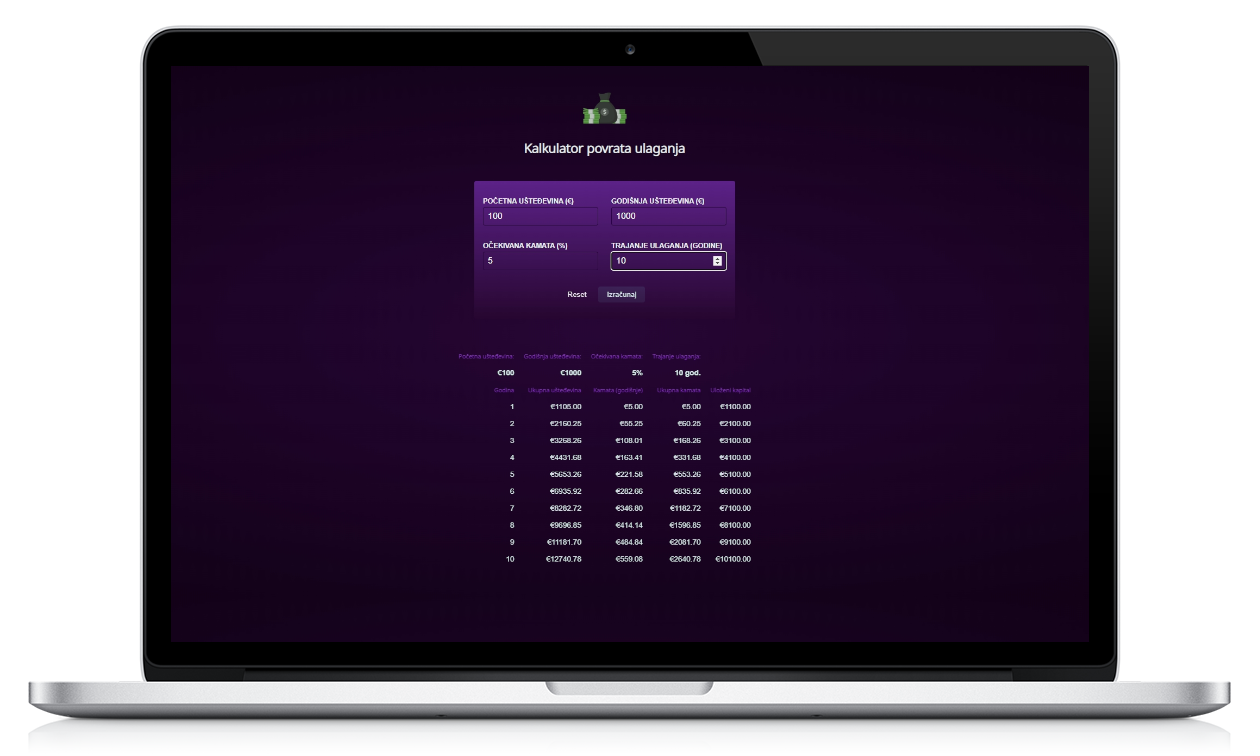 Kalkulator povrata ulaganja
POČETNA UŠTEĐEVINA (€) GODIŠNJA UŠTEĐEVINA (€)
100 1000
OČEKIVANA KAMATA (%) TRAJANJE ULAGANJA (GODINE)
5 10
Reset Izračunaj
Početna ušteđevina: Godišnja ušteđevina: Očekivana kamata: Trajanje ulaganja:
€100 €1000 5% 10 god.
Godina Ukupna ušteđevina Kamata (godišnje) Ukupna kamata Uloženi kapital
1 €1105.00 €5.00 €5.00 €1100.00
2 €2160.25 €55.25 €60.25 €2100.00
3 €3268.26 €108.01 €168.26 €3100.00
4 €4431.68 €163.41 €331.68 €4100.00
5 €5653.26 €221.58 €553.26 €5100.00
6 €6935.92 €282.66 €835.92 €6100.00
7 €8282.72 €346.80 €1182.72 €7100.00
8 €9696.85 €414.14 €1596.85 €8100.00
9 €11181.70 €484.84 €2081.70 €9100.00
10 €12740.78 €559.08 €2640.78 €10100.00